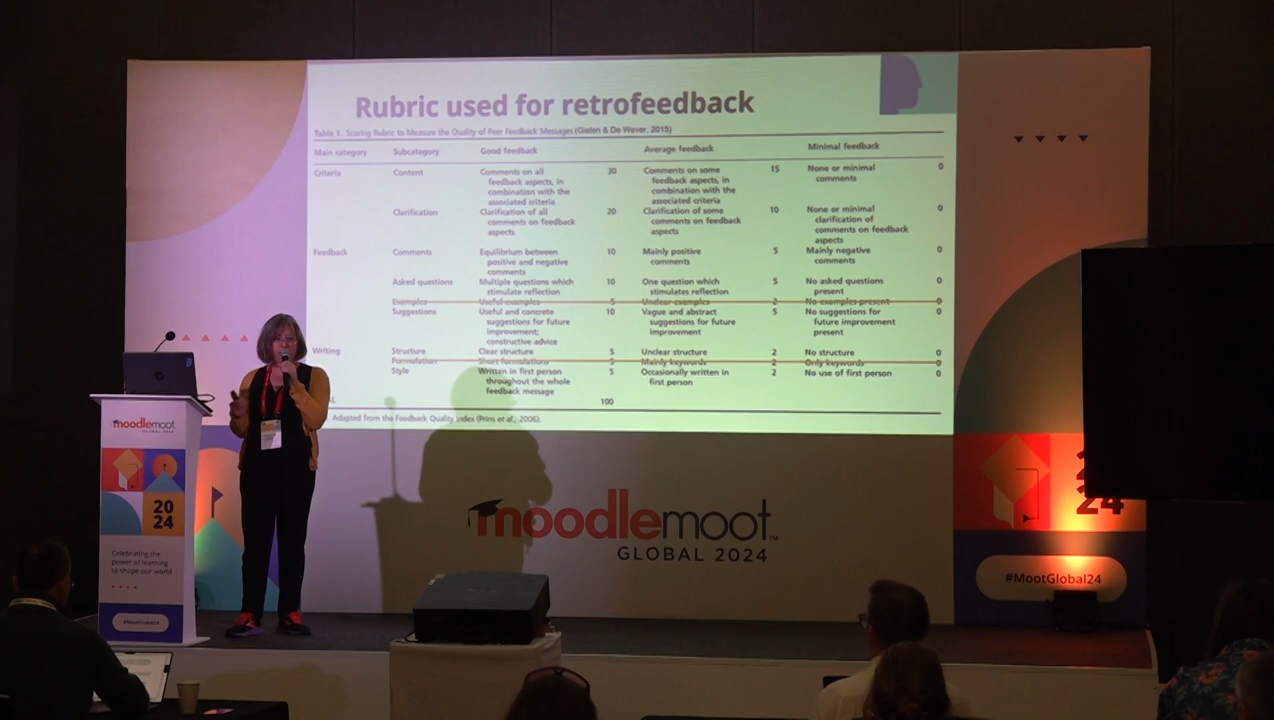 Rubric used for retrofeedback
Table 1. Scoring Rubric to Measure the Quality of Peer Feedback Messages (Gielen & De Wever, 2015)
Main category Subcategory Good feedback Average feedback Minimal feedback
Criteria Content Comments on all 30 Comments on some 15 None or minimal 0
feedback aspects, in feedback aspects, in comments
combination with the combination with the
associated criteria associated criteria
Clarification Clarification of all 20 Clarification of some 10 None or minimal 0
comments on feedback comments on feedback clarification of
aspects aspects comments on feedback
aspects
Feedback Comments Equilibrium between 10 Mainly positive 5 Mainly negative 0
positive and negative comments comments
comments
Asked questions Multiple questions which 10 One question which 5 No asked questions 0
stimulate reflection stimulates reflection present
Examples Useful examples 5 Unclear examples 2 No examples present 0
Suggestions Useful and concrete 10 Vague and abstract 5 No suggestions for 0
suggestions for future suggestions for future future improvement
improvement; improvement present
constructive advice
Writing Structure Clear structure 5 Unclear structure 2 No structure 0
Formulation Short formulations 5 Mainly keywords 2 Only keywords 0
Style Written in first person 5 Occasionally written in 2 No use of first person 0
throughout the whole first person
feedback message
100
Adapted from the Feedback Quality Index (Prins et al., 2006).
moodlemoot
GLOBAL 2024
20
24
Celebrating the
power of learning
to shape our world
#MootGlobal24
hp
moodlemoot™
GLOBAL 2024
24
#MootGlobal24